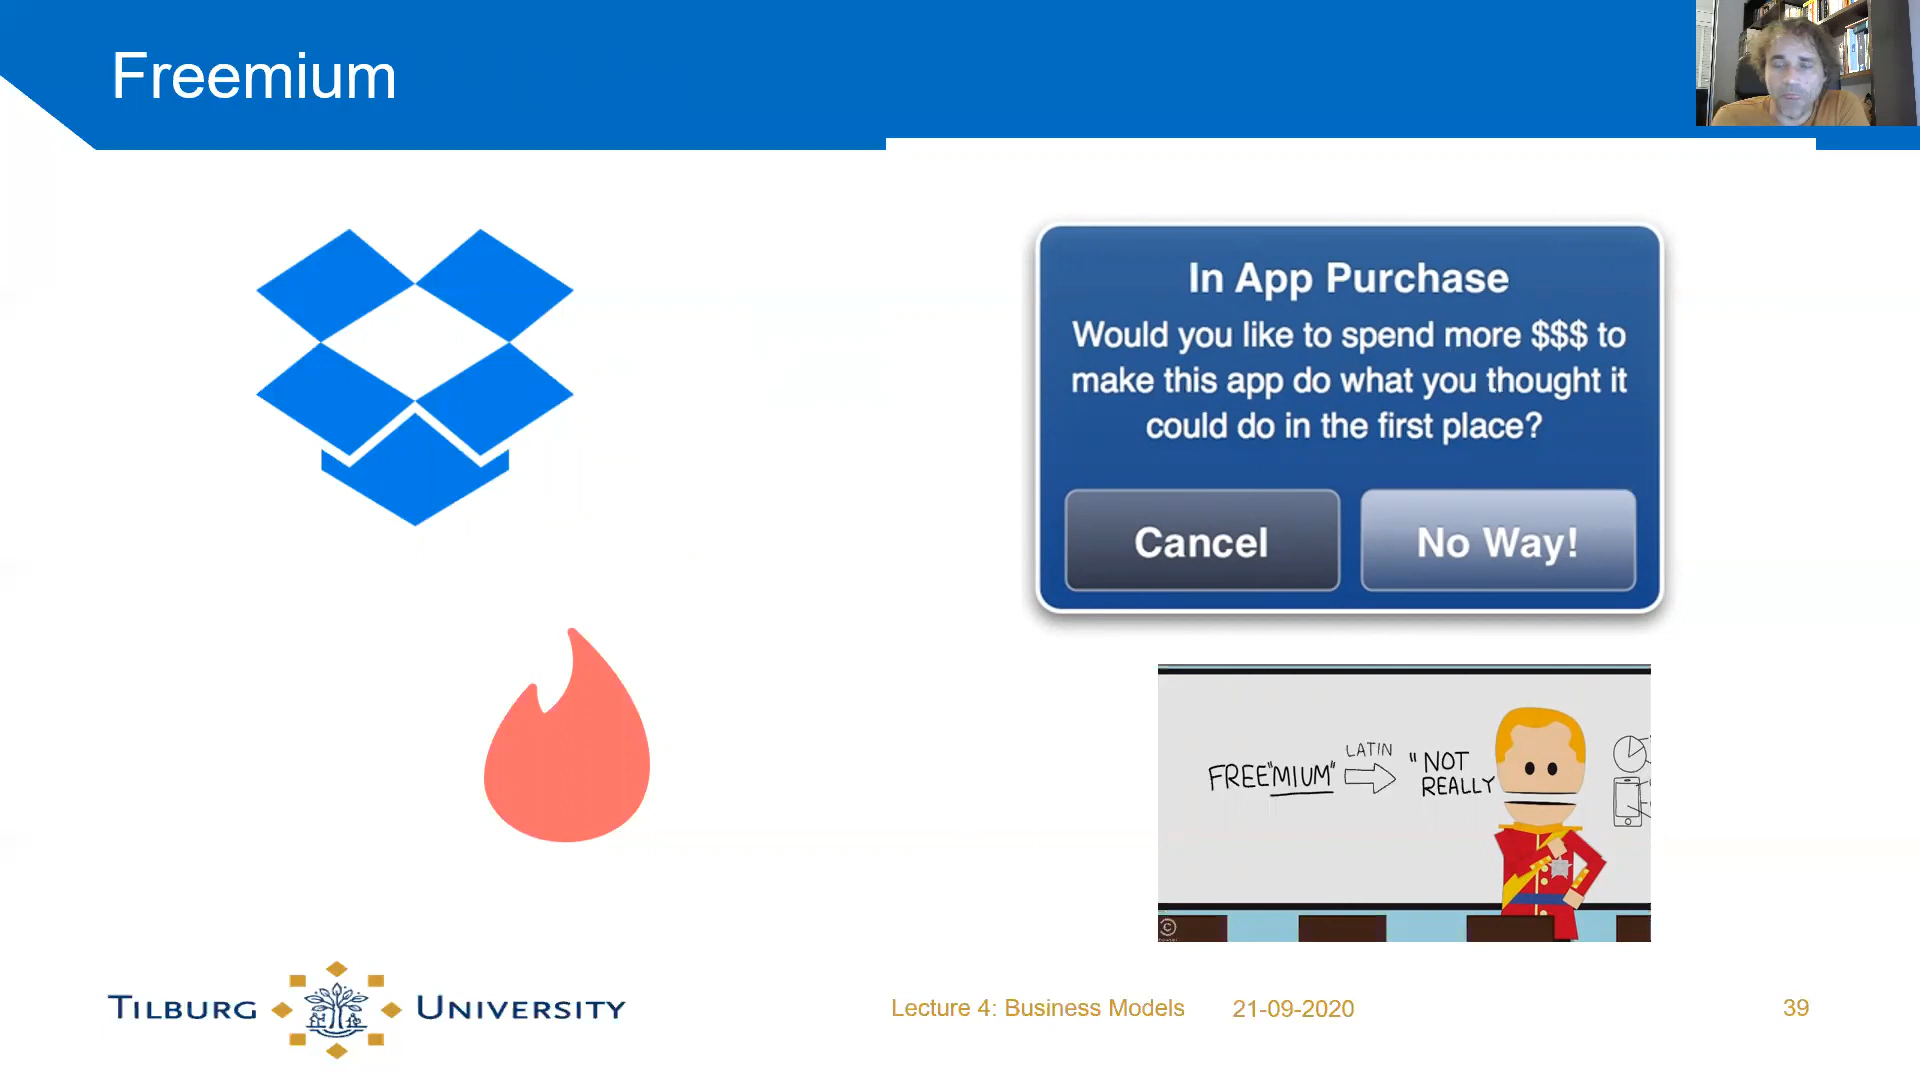 Freemium
In App Purchase
Would you like to spend more $$$ to
make this app do what you thought it
could do in the first place?
Cancel
No Way!
FREE"MIUM"
LATIN
"NOT
REALLY
TILBURG UNIVERSITY
Lecture 4: Business Models
21-09-2020
39